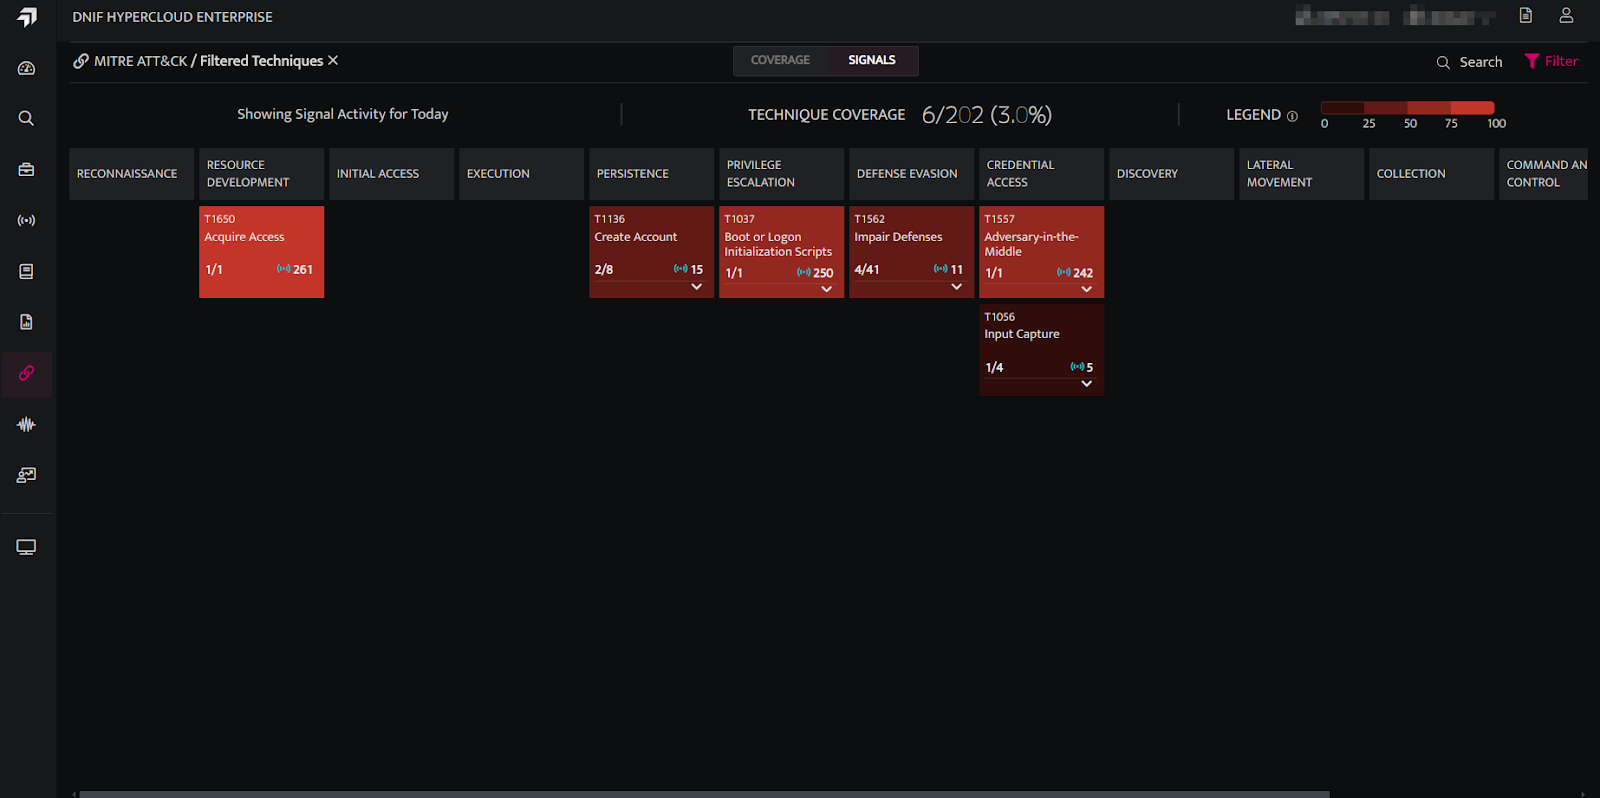 DNIF HYPERCLOUD ENTERPRISE
MITRE ATT&CK / Filtered Techniques ×
COVERAGE
SIGNALS
Search
Filter
Showing Signal Activity for Today
TECHNIQUE COVERAGE 6/202 (3.0%)
LEGEND
0 25 50 75 100
RECONNAISSANCE
RESOURCE
DEVELOPMENT
INITIAL ACCESS
EXECUTION
PERSISTENCE
PRIVILEGE
ESCALATION
DEFENSE EVASION
CREDENTIAL
ACCESS
DISCOVERY
LATERAL
MOVEMENT
COLLECTION
COMMAND AN
CONTROL
T1650
Acquire Access
1/1 261
T1136
Create Account
2/8 15
T1037
Boot or Logon
Initialization Scripts
1/1 250
T1562
Impair Defenses
4/41 11
T1557
Adversary-in-the-
Middle
1/1 242
T1056
Input Capture
1/4 5